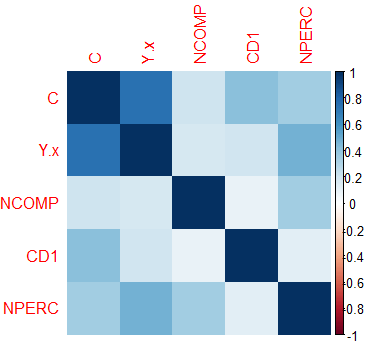 C
Y.x
NCOMP
CD1
NPERC
C
Y.x
NCOMP
CD1
NPERC
1
0.8
0.6
0.4
0.2
0
-0.2
-0.4
-0.6
-0.8
-1